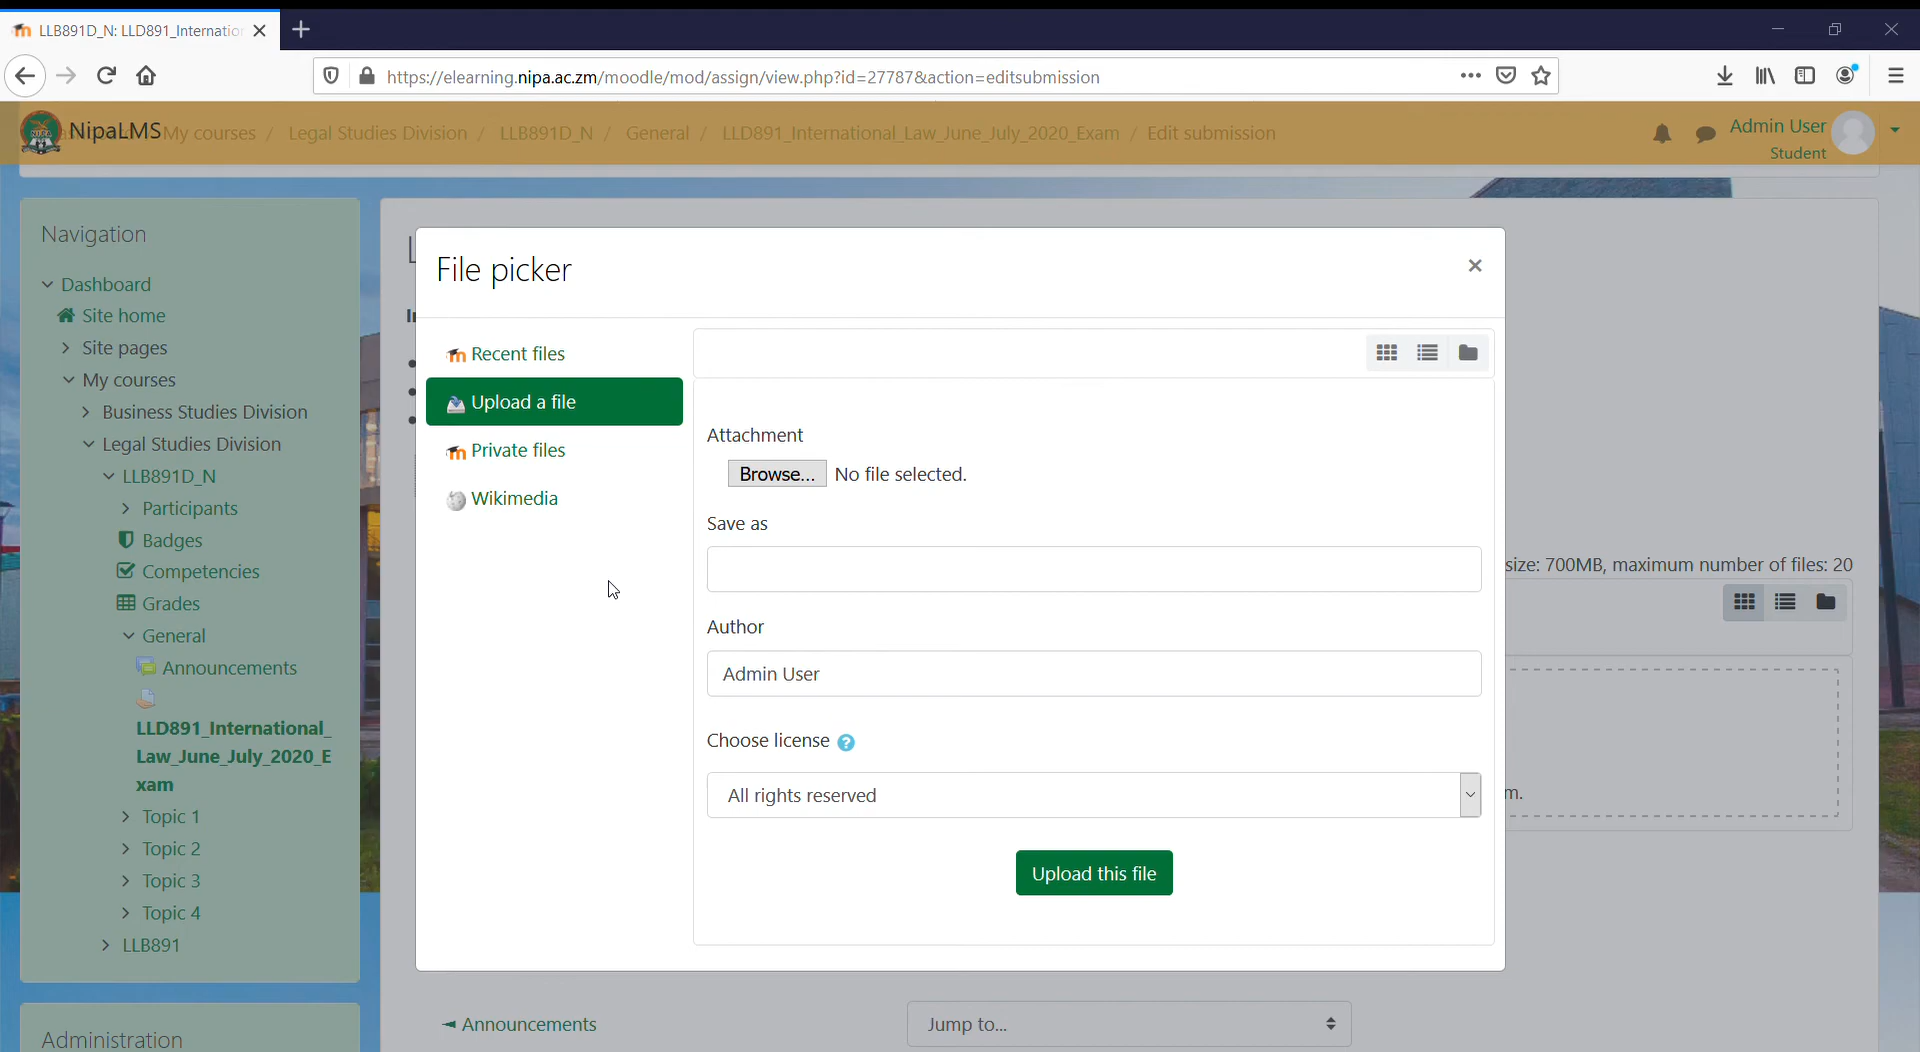 LLB891D_N: LLD891_Internatio
https://elearning.nipa.ac.zm/moodle/mod/assign/view.php?id=27787&action=editsubmission
NipaLMS My courses / Legal Studies Division / LLB891D_N / General / LLD891_International_Law_June_July_2020_Exam / Edit submission
Admin User
Student
Navigation
Dashboard
Site home
Site pages
My courses
Business Studies Division
Legal Studies Division
LLB891D_N
Participants
Badges
Competencies
Grades
General
Announcements
LLD891_International_
Law_June_July_2020_E
xam
Topic 1
Topic 2
Topic 3
Topic 4
LLB891
Administration
File picker
×
Recent files
Upload a file
Private files
Wikimedia
Attachment
Browse... No file selected.
Save as
Author
Admin User
Choose license ?
All rights reserved
Upload this file
size: 700MB, maximum number of files: 20
m.
◄ Announcements
Jump to...